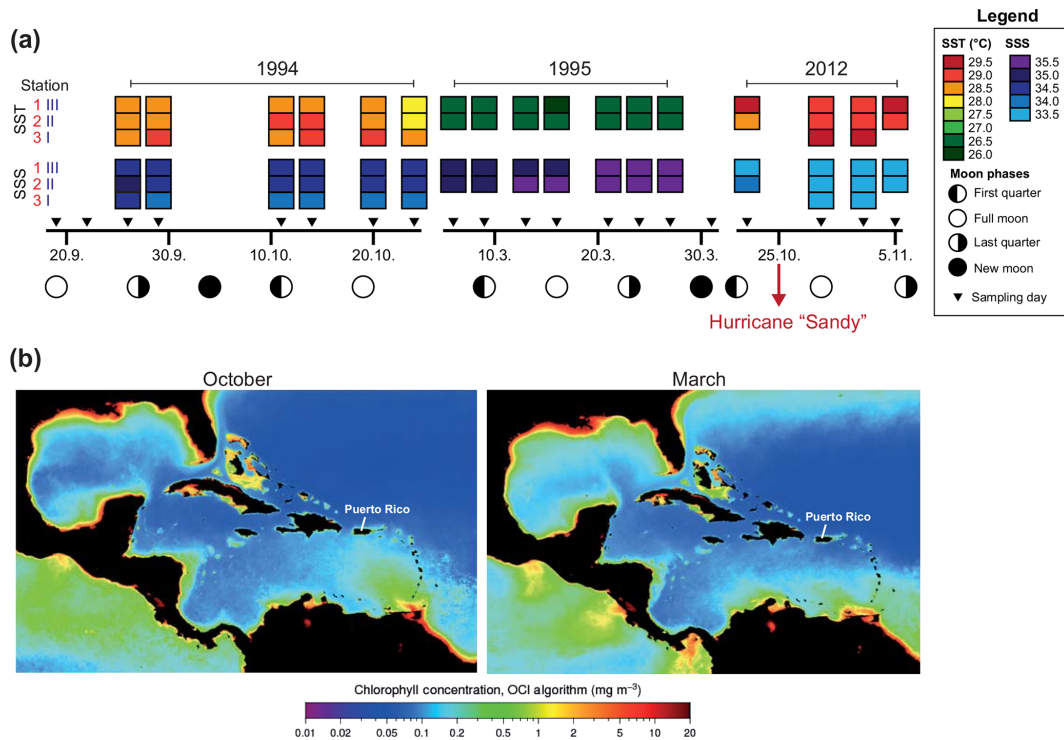 (a)
1994
1995
2012
Station
SST
1 III
2 II
3 I
SSS
1 III
2 II
3 I
20.9.
30.9.
10.10.
20.10.
10.3.
20.3.
30.3.
25.10.
5.11.
Hurricane “Sandy”
Legend
SST (°C)
SSS
29.5
29.0
28.5
28.0
27.5
27.0
26.5
26.0
35.5
35.0
34.5
34.0
33.5
Moon phases
First quarter
Full moon
Last quarter
New moon
Sampling day
(b)
October
March
Puerto Rico
Puerto Rico
Chlorophyll concentration, OCI algorithm (mg m⁻³)
0.01 0.02 0.05 0.1 0.2 0.5 1 2 5 10 20